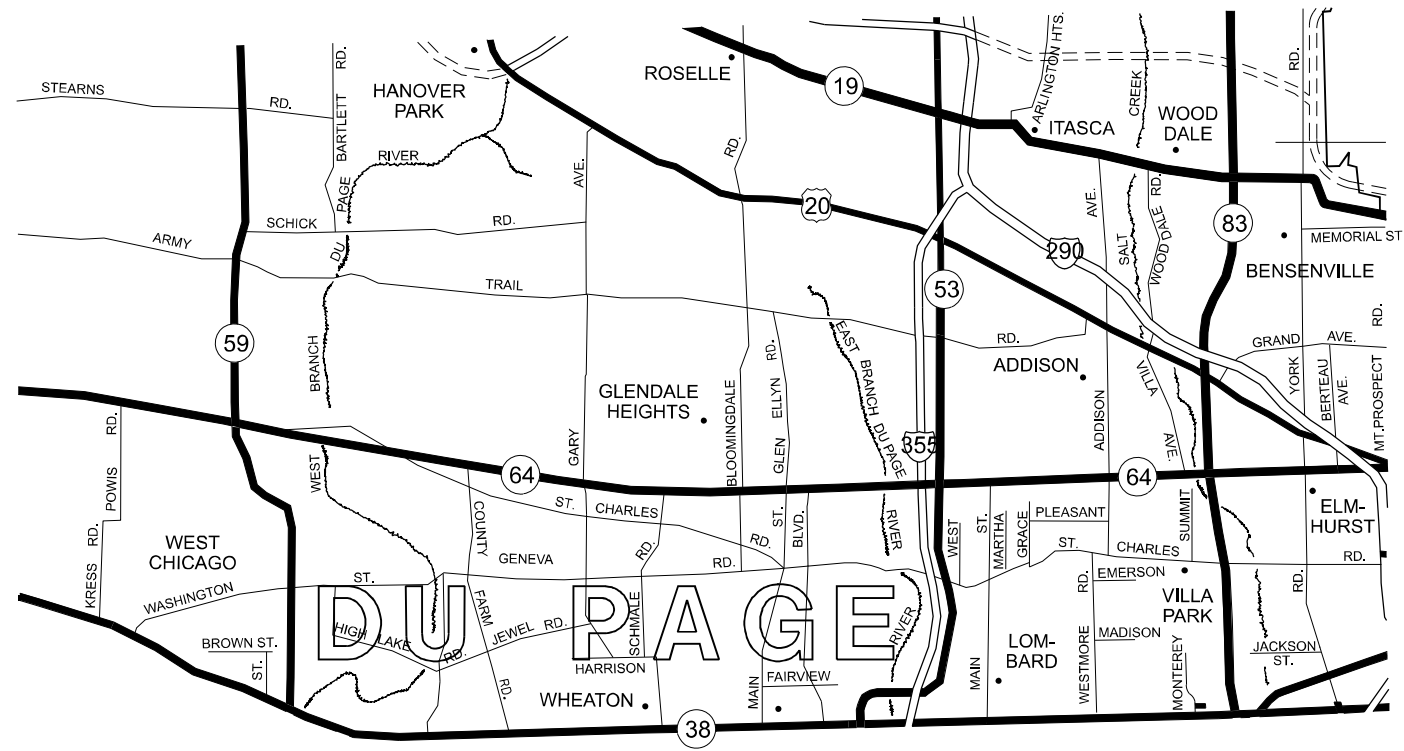 STEARNS
RD.
BARTLETT RD.
HANOVER
PARK
ROSELLE
19
ARLINGTON HTS.
RD.
CREEK
ITASCA
WOOD
DALE
RD.
RIVER
PAGE
DU
AVE.
RD.
SCHICK
RD.
ARMY
TRAIL
RD.
20
53
290
AVE.
SALT
WOOD DALE RD.
83
MEMORIAL ST
BENSENVILLE
59
BRANCH
WEST
GLENDALE
HEIGHTS
BLOOMINGDALE
GLEN ELLYN RD.
EAST BRANCH DU PAGE
RIVER
355
ADDISON
ADDISON
VILLA
AVE.
GRAND AVE.
YORK
RD.
BERTEAU
AVE.
MT.PROSPECT RD.
GARY
64
64
KRESS RD.
POWIS RD.
COUNTY
FARM
RD.
ST. CHARLES
RD.
GENEVA
RD.
SCHMALE RD.
ST.
MAIN
BLVD.
WEST
ST.
MAIN
MARTHA
GRACE
PLEASANT
SUMMIT
ST. CHARLES RD.
ELM-
HURST
WEST
CHICAGO
WASHINGTON ST.
BROWN ST.
ST.
DU PAGE
HIGH LAKE
RD.
JEWEL RD.
HARRISON
WHEATON
FAIRVIEW
RIVER
LOM-
BARD
RD.
WESTMORE
EMERSON
MADISON
MONTEREY
VILLA
PARK
JACKSON
ST.
38